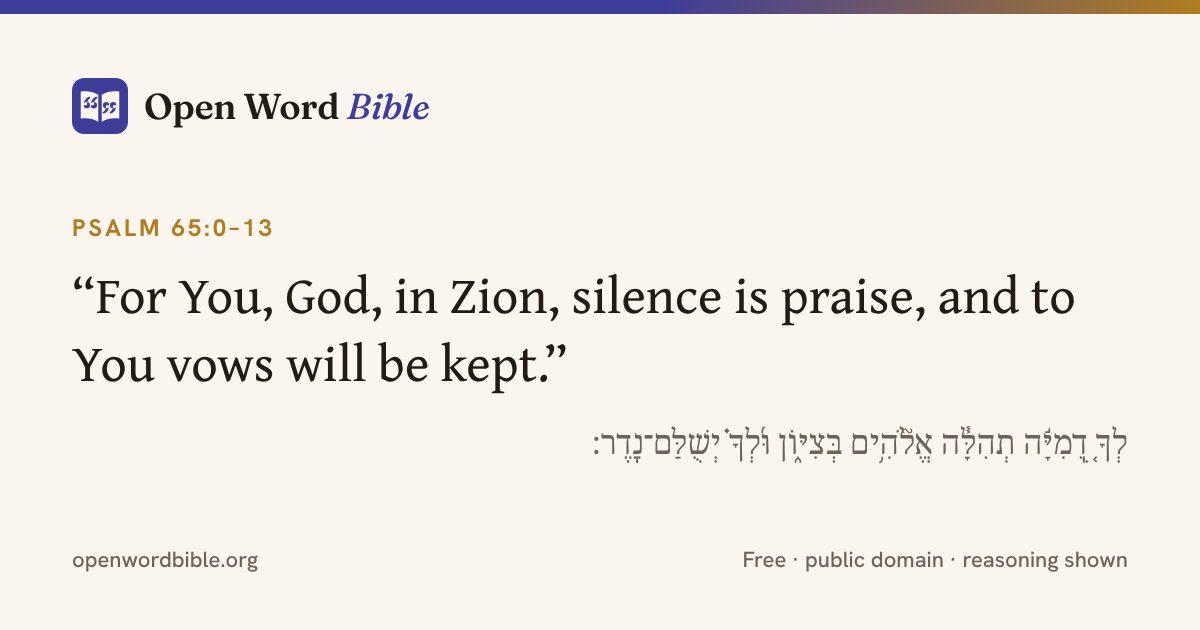 Open Word Bible
PSALM 65:0–13
“For You, God, in Zion, silence is praise, and to
You vows will be kept.”
לְךָ֤ דֻֽמִיָּ֬ה תְהִלָּ֓ה אֱלֹ֘הִ֥ים בְּצִיּ֑וֹן וּ֝לְךָ֗ יְשֻׁלַּם־נֶֽדֶר׃
openwordbible.org
Free · public domain · reasoning shown